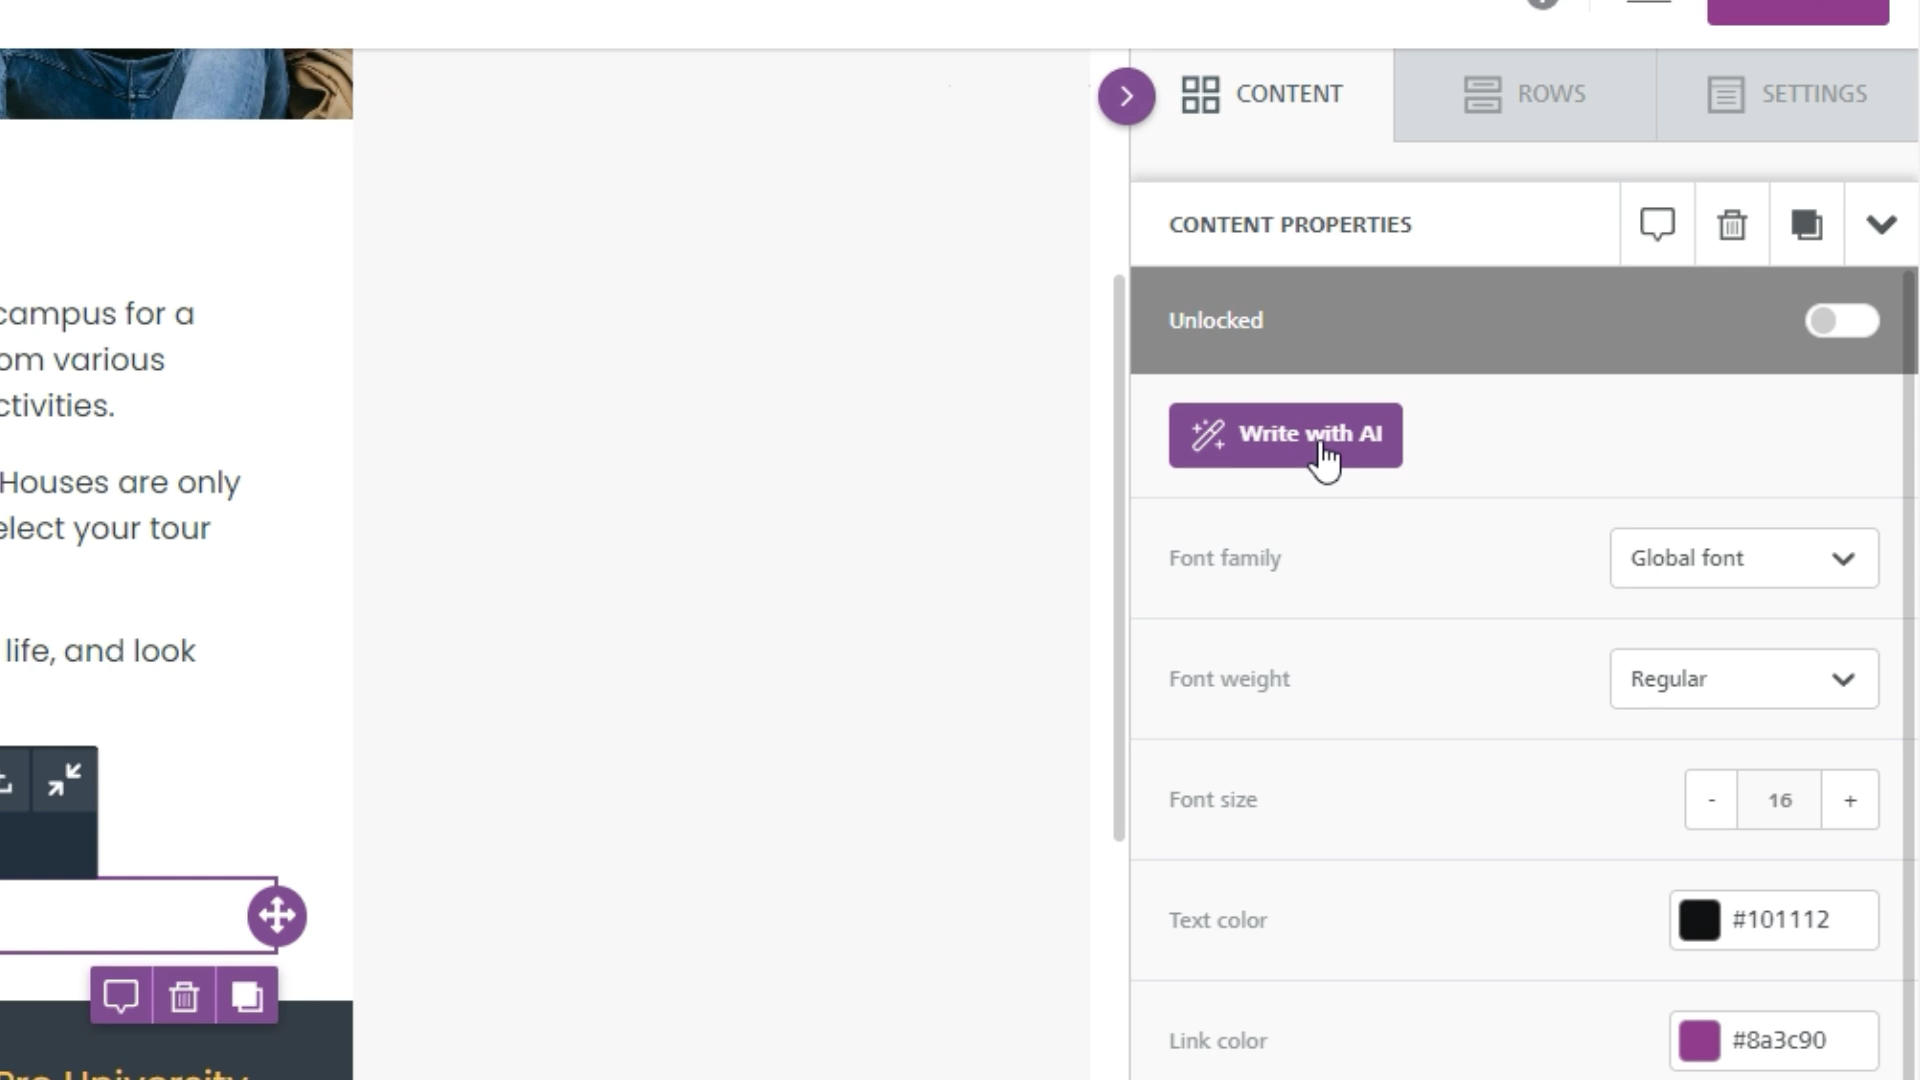 CONTENT
ROWS
SETTINGS
CONTENT PROPERTIES
Unlocked
Write with AI
Font family
Global font
Font weight
Regular
Font size
- 16 +
Text color
#101112
Link color
#8a3c90
campus for a
om various
ctivities.
Houses are only
elect your tour
life, and look
Pro University